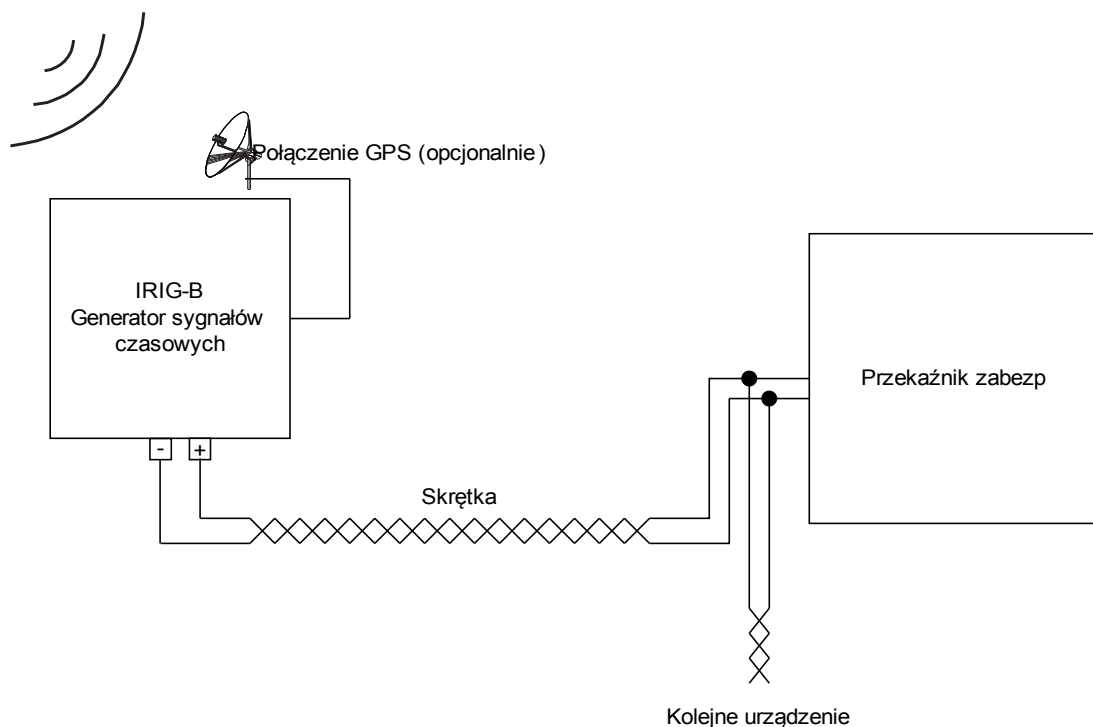 Połączenie GPS (opcjonalnie)
IRIG-B
Generator sygnałów
czasowych
Przekaźnik zabezp
- +
Skrętka
Kolejne urządzenie